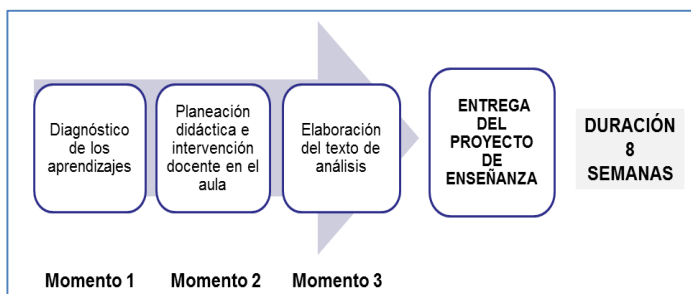 Diagnóstico
de los
aprendizajes
Planeación
didáctica e
intervención
docente en el
aula
Elaboración
del texto de
análisis
ENTREGA
DEL
PROYECTO
DE
ENSEÑANZA
DURACIÓN
8
SEMANAS
Momento 1
Momento 2
Momento 3